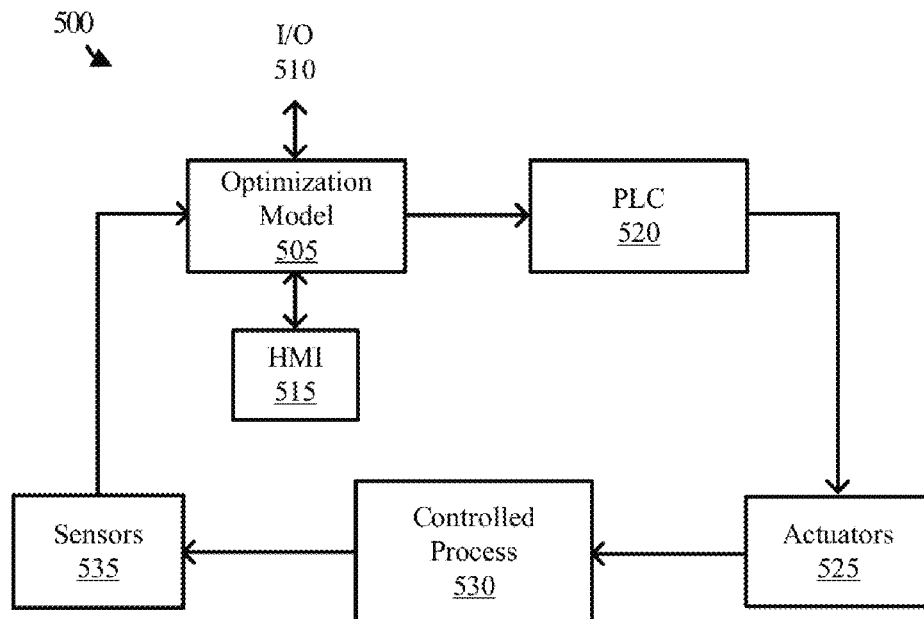 500
I/O
510
Optimization
Model
505
PLC
520
HMI
515
Sensors
535
Controlled
Process
530
Actuators
525